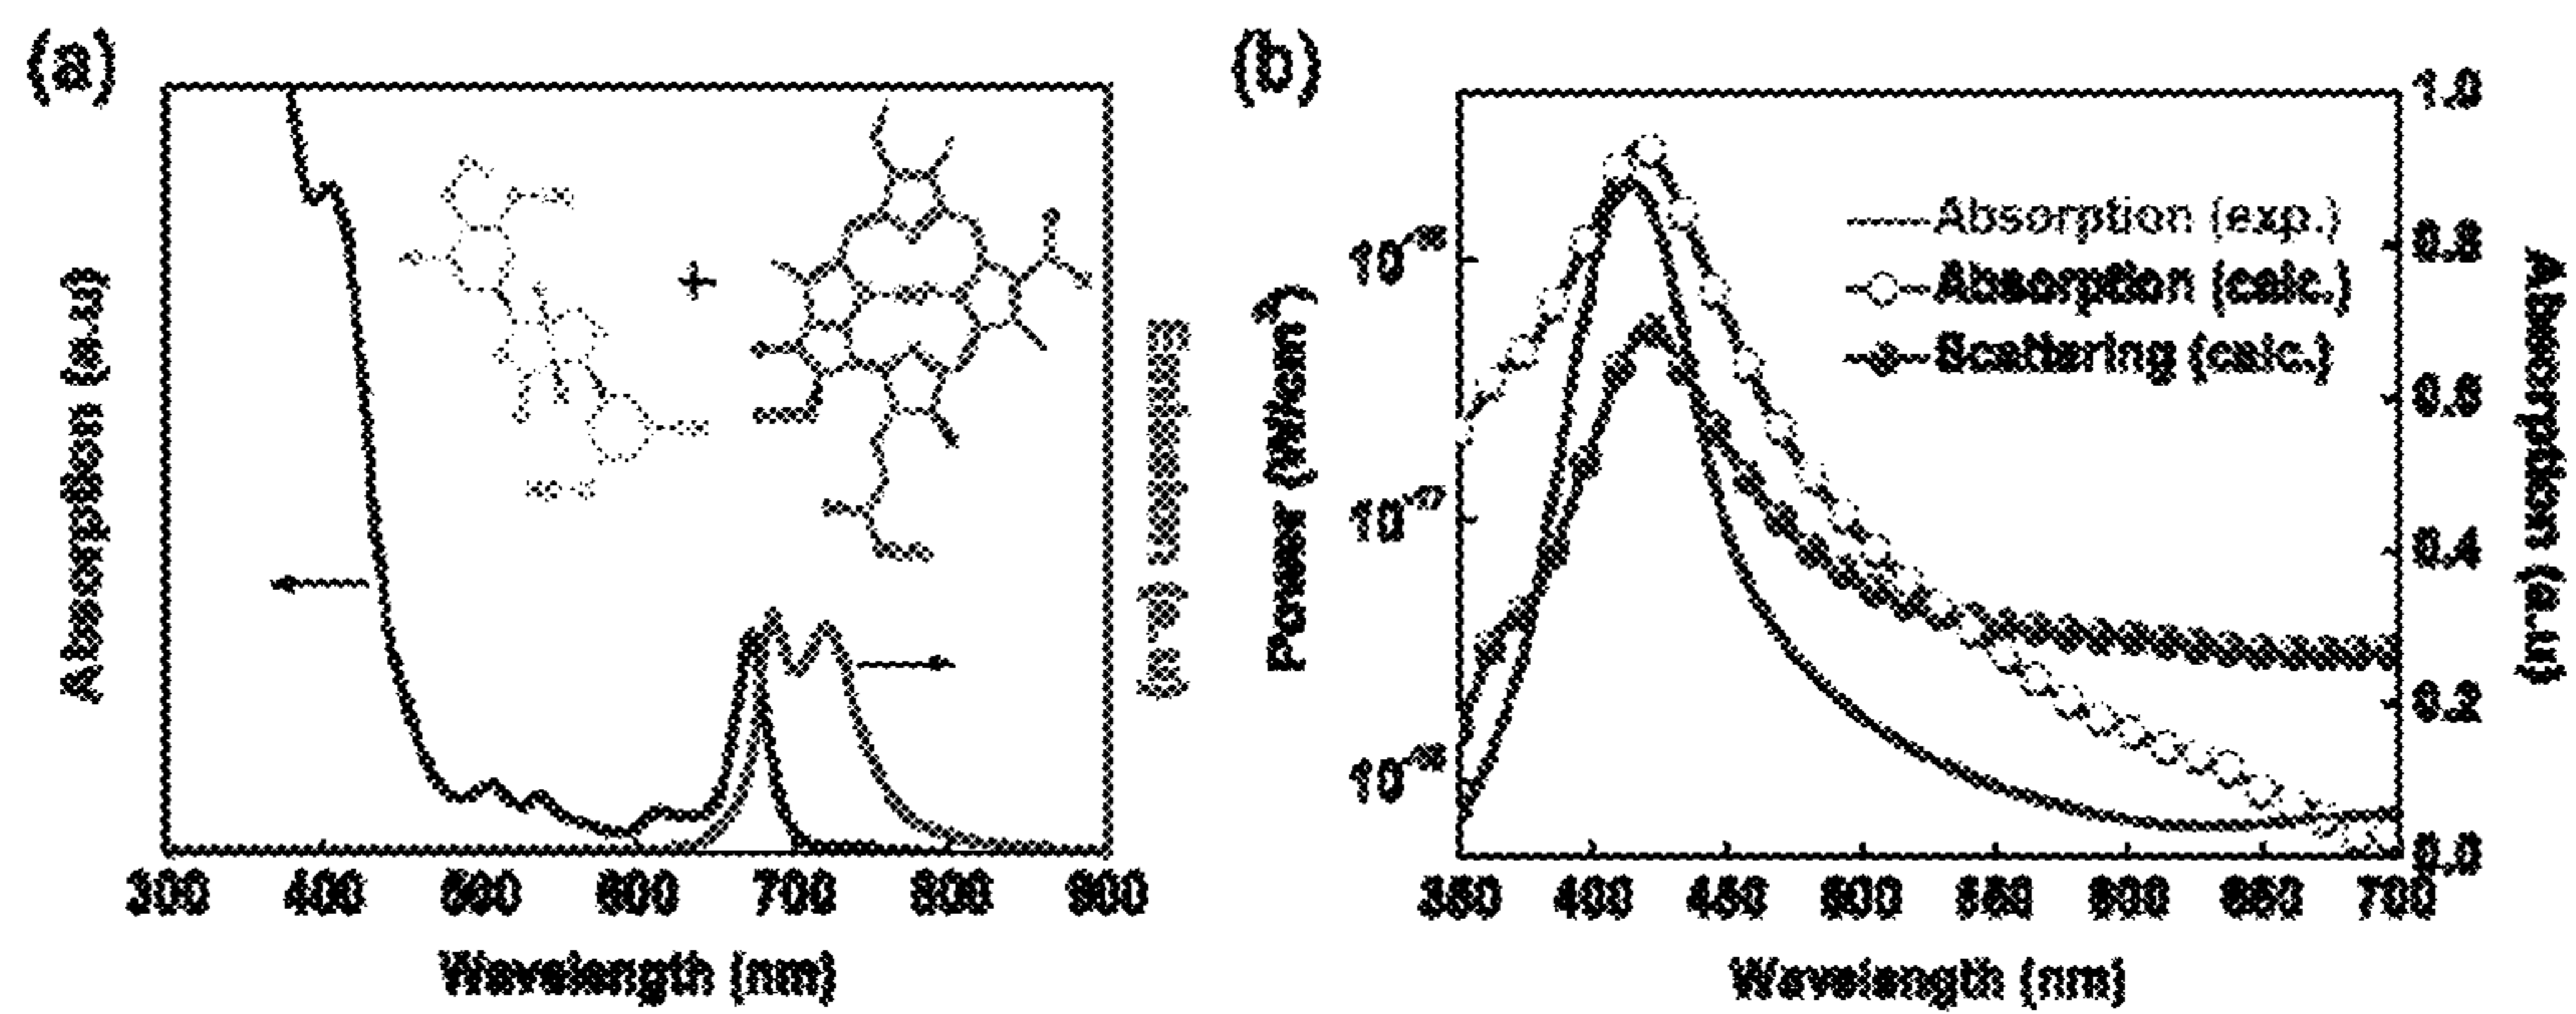 (a)
Absorption (a.u)
Emission (a.u)
300 400 500 600 700 800 900
Wavelength (nm)
(b)
Power (W/cm²)
10⁻¹⁷
Absorption (exp.)
Absorption (calc.)
Scattering (calc.)
1.0
0.8
0.6
0.4
0.2
0.0
Absorption (a.u)
350 400 450 500 550 600 650 700
Wavelength (nm)